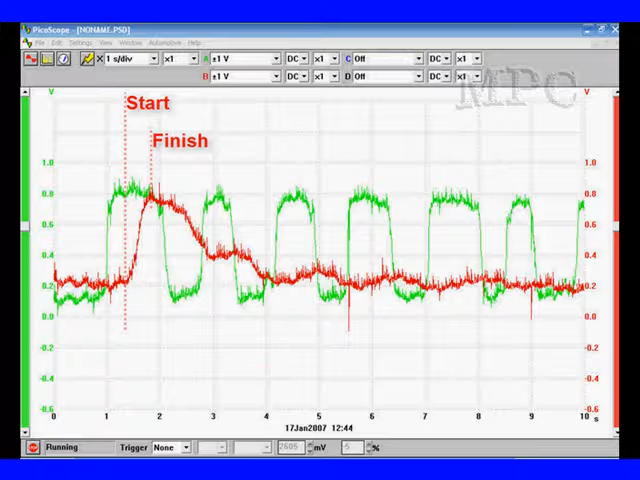 PicoScope - [NONAME.PSD]
File Edit Settings View Window Automotive Help
1 s/div x1 A ±1 V DC x1 C Off DC x1
B ±1 V DC x1 D Off DC x1
MPC
V V
Start
Finish
1.0 1.0
0.8 0.8
0.6 0.6
0.4 0.4
0.2 0.2
0.0 0.0
-0.2 -0.2
-0.4 -0.4
-0.6 -0.6
0 1 2 3 4 5 6 7 8 9 10 s
17Jan2007 12:44
Running Trigger None 2605 mV -5 %